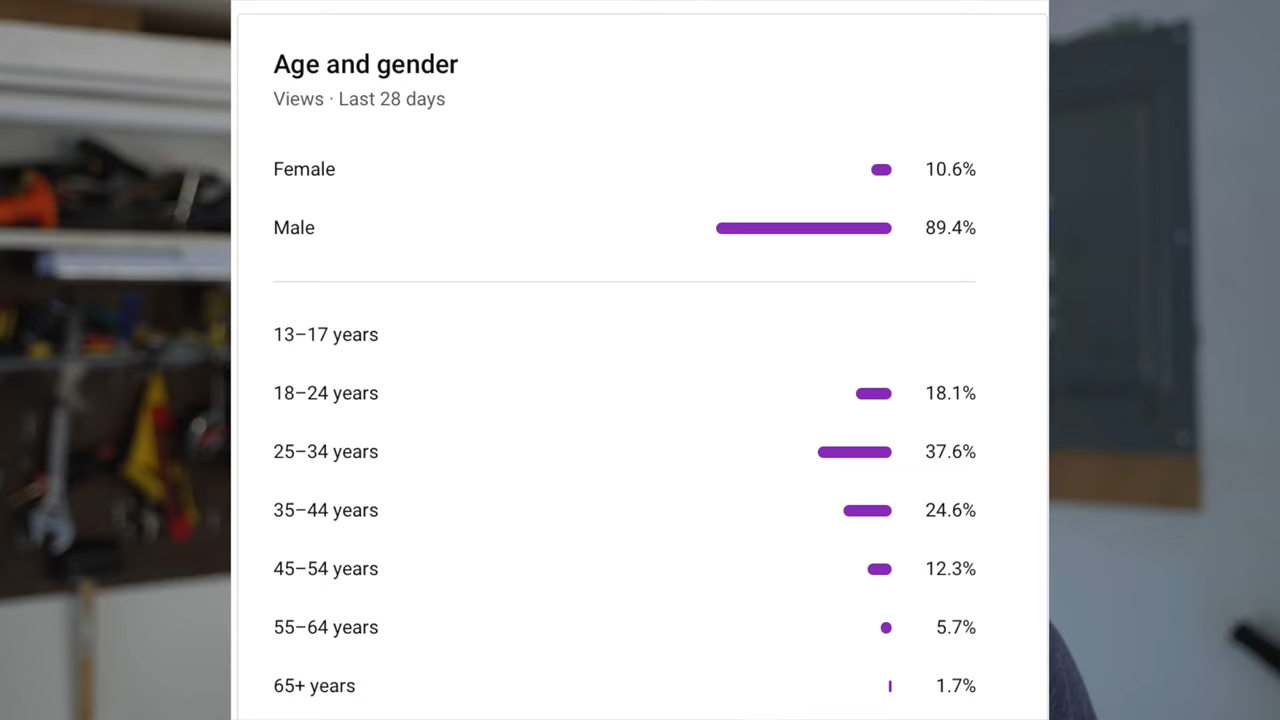 Age and gender
Views · Last 28 days
Female 10.6%
Male 89.4%
13–17 years
18–24 years 18.1%
25–34 years 37.6%
35–44 years 24.6%
45–54 years 12.3%
55–64 years 5.7%
65+ years 1.7%